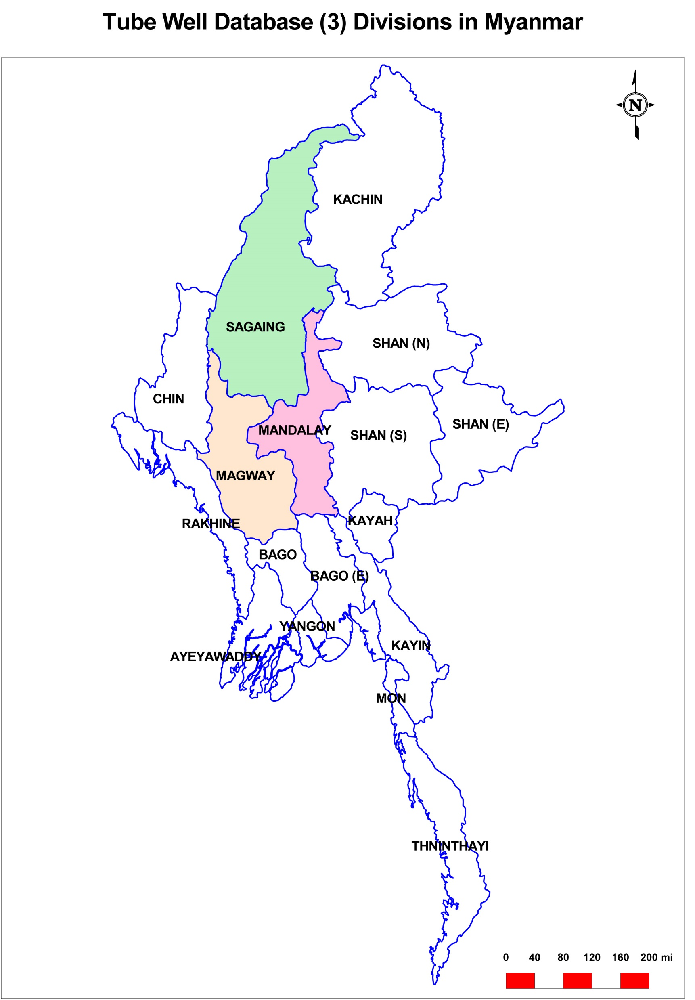 Tube Well Database (3) Divisions in Myanmar
N
KACHIN
SAGAING
SHAN (N)
CHIN
SHAN (E)
MANDALAY
SHAN (S)
MAGWAY
KAYAH
RAKHINE
BAGO
BAGO (E)
YANGON
KAYIN
AYEYAWADDY
MON
THNINTHAYI
0 40 80 120 160 200 mi